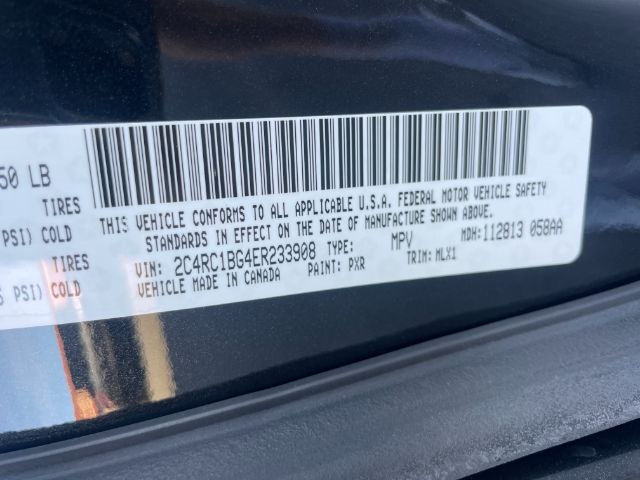 50 LB
TIRES
PSI) COLD
TIRES
PSI) COLD
THIS VEHICLE CONFORMS TO ALL APPLICABLE U.S.A. FEDERAL MOTOR VEHICLE SAFETY
STANDARDS IN EFFECT ON THE DATE OF MANUFACTURE SHOWN ABOVE.
VIN: 2C4RC1BG4ER233908 TYPE: MPV MDH:112813 058AA
VEHICLE MADE IN CANADA PAINT: PXR TRIM: MLX1